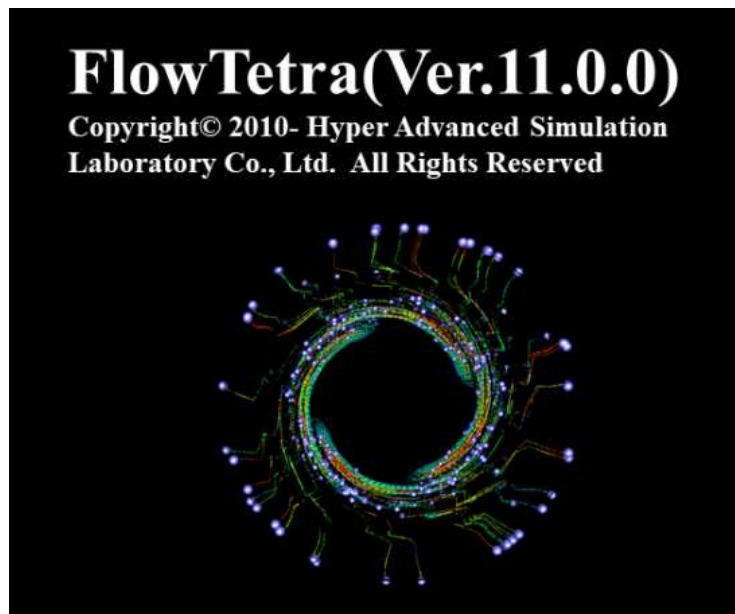 FlowTetra(Ver.11.0.0)
Copyright© 2010- Hyper Advanced Simulation
Laboratory Co., Ltd. All Rights Reserved